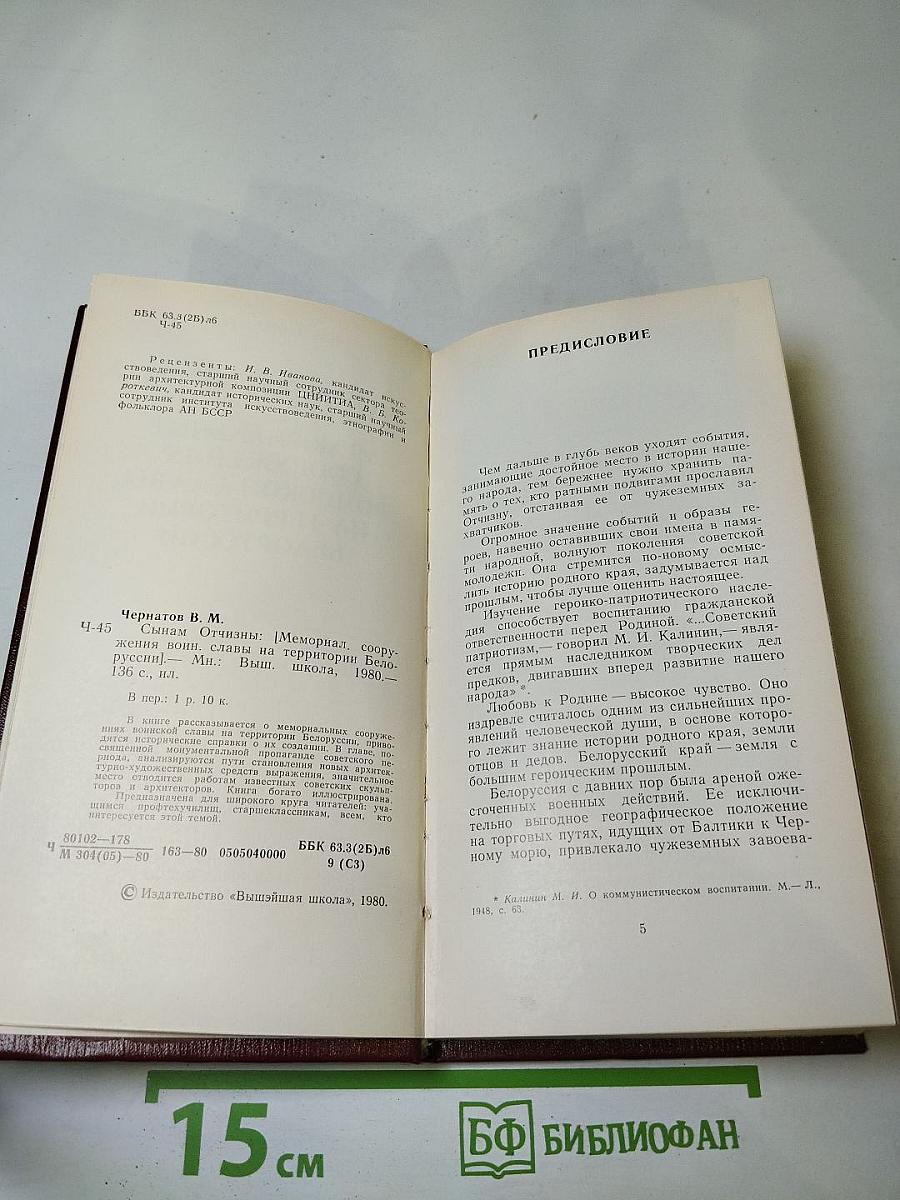 ББК 63.3(2Б)л6
Ч-45
Рецензенты: И. В. Иванова, кандидат искус-
ствоведения, старший научный сотрудник сектора тео-
рии архитектурной композиции ЦНИИТИА, В. Б. Ко-
роткевич, кандидат исторических наук, старший научный
сотрудник института искусствоведения, этнографии и
фольклора АН БССР
Чернатов В. М.
Ч-45 Сынам Отчизны: [Мемориал. соору-
жения воин. славы на территории Бело-
руссии].— Мн.: Выш. школа, 1980.—
136 с., ил.
В пер.: 1 р. 10 к.
В книге рассказывается о мемориальных сооруже-
ниях воинской славы на территории Белоруссии, приво-
дятся исторические справки о их создании. В главе, по-
священной монументальной пропаганде советского пе-
риода, анализируются пути становления новых архитек-
турно-художественных средств выражения, значительное
место отводится работам известных советских скульп-
торов и архитекторов. Книга богато иллюстрирована.
Предназначена для широкого круга читателей: уча-
щимся профтехучилищ, старшеклассникам, всем, кто
интересуется этой темой.
Ч 80102—178
М 304(05)—80 163—80 0505040000 ББК 63.3(2Б)л6
9 (С3)
© Издательство «Вышэйшая школа», 1980.
ПРЕДИСЛОВИЕ
Чем дальше в глубь веков уходят события,
занимающие достойное место в истории наше-
го народа, тем бережнее нужно хранить па-
мять о тех, кто ратными подвигами прославил
Отчизну, отстаивая ее от чужеземных за-
хватчиков.
Огромное значение событий и образы ге-
роев, навечно оставивших свои имена в памя-
ти народной, волнуют поколения советской
молодежи. Она стремится по-новому осмыс-
лить историю родного края, задумывается над
прошлым, чтобы лучше оценить настоящее.
Изучение героико-патриотического насле-
дия способствует воспитанию гражданской
ответственности перед Родиной. «...Советский
патриотизм,— говорил М. И. Калинин,— явля-
ется прямым наследником творческих дел
предков, двигавших вперед развитие нашего
народа» *.
Любовь к Родине — высокое чувство. Оно
издревле считалось одним из сильнейших про-
явлений человеческой души, в основе которо-
го лежит знание истории родного края, земли
отцов и дедов. Белорусский край — земля с
большим героическим прошлым.
Белоруссия с давних пор была ареной оже-
сточенных военных действий. Ее исключи-
тельно выгодное географическое положение
на торговых путях, идущих от Балтики к Чер-
ному морю, привлекало чужеземных завоева-
* Калинин М. И. О коммунистическом воспитании. М.— Л.,
1948, с. 63.
5
15 см
БФ БИБЛИОФАН